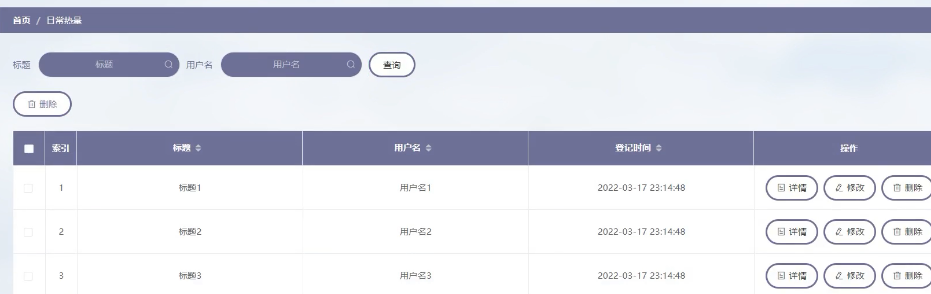 首页 / 日常热量
标题 标题 用户名 用户名 查询
删除
索引 标题 用户名 登记时间 操作
1 标题1 用户名1 2022-03-17 23:14:48 详情 修改 删除
2 标题2 用户名2 2022-03-17 23:14:48 详情 修改 删除
3 标题3 用户名3 2022-03-17 23:14:48 详情 修改 删除